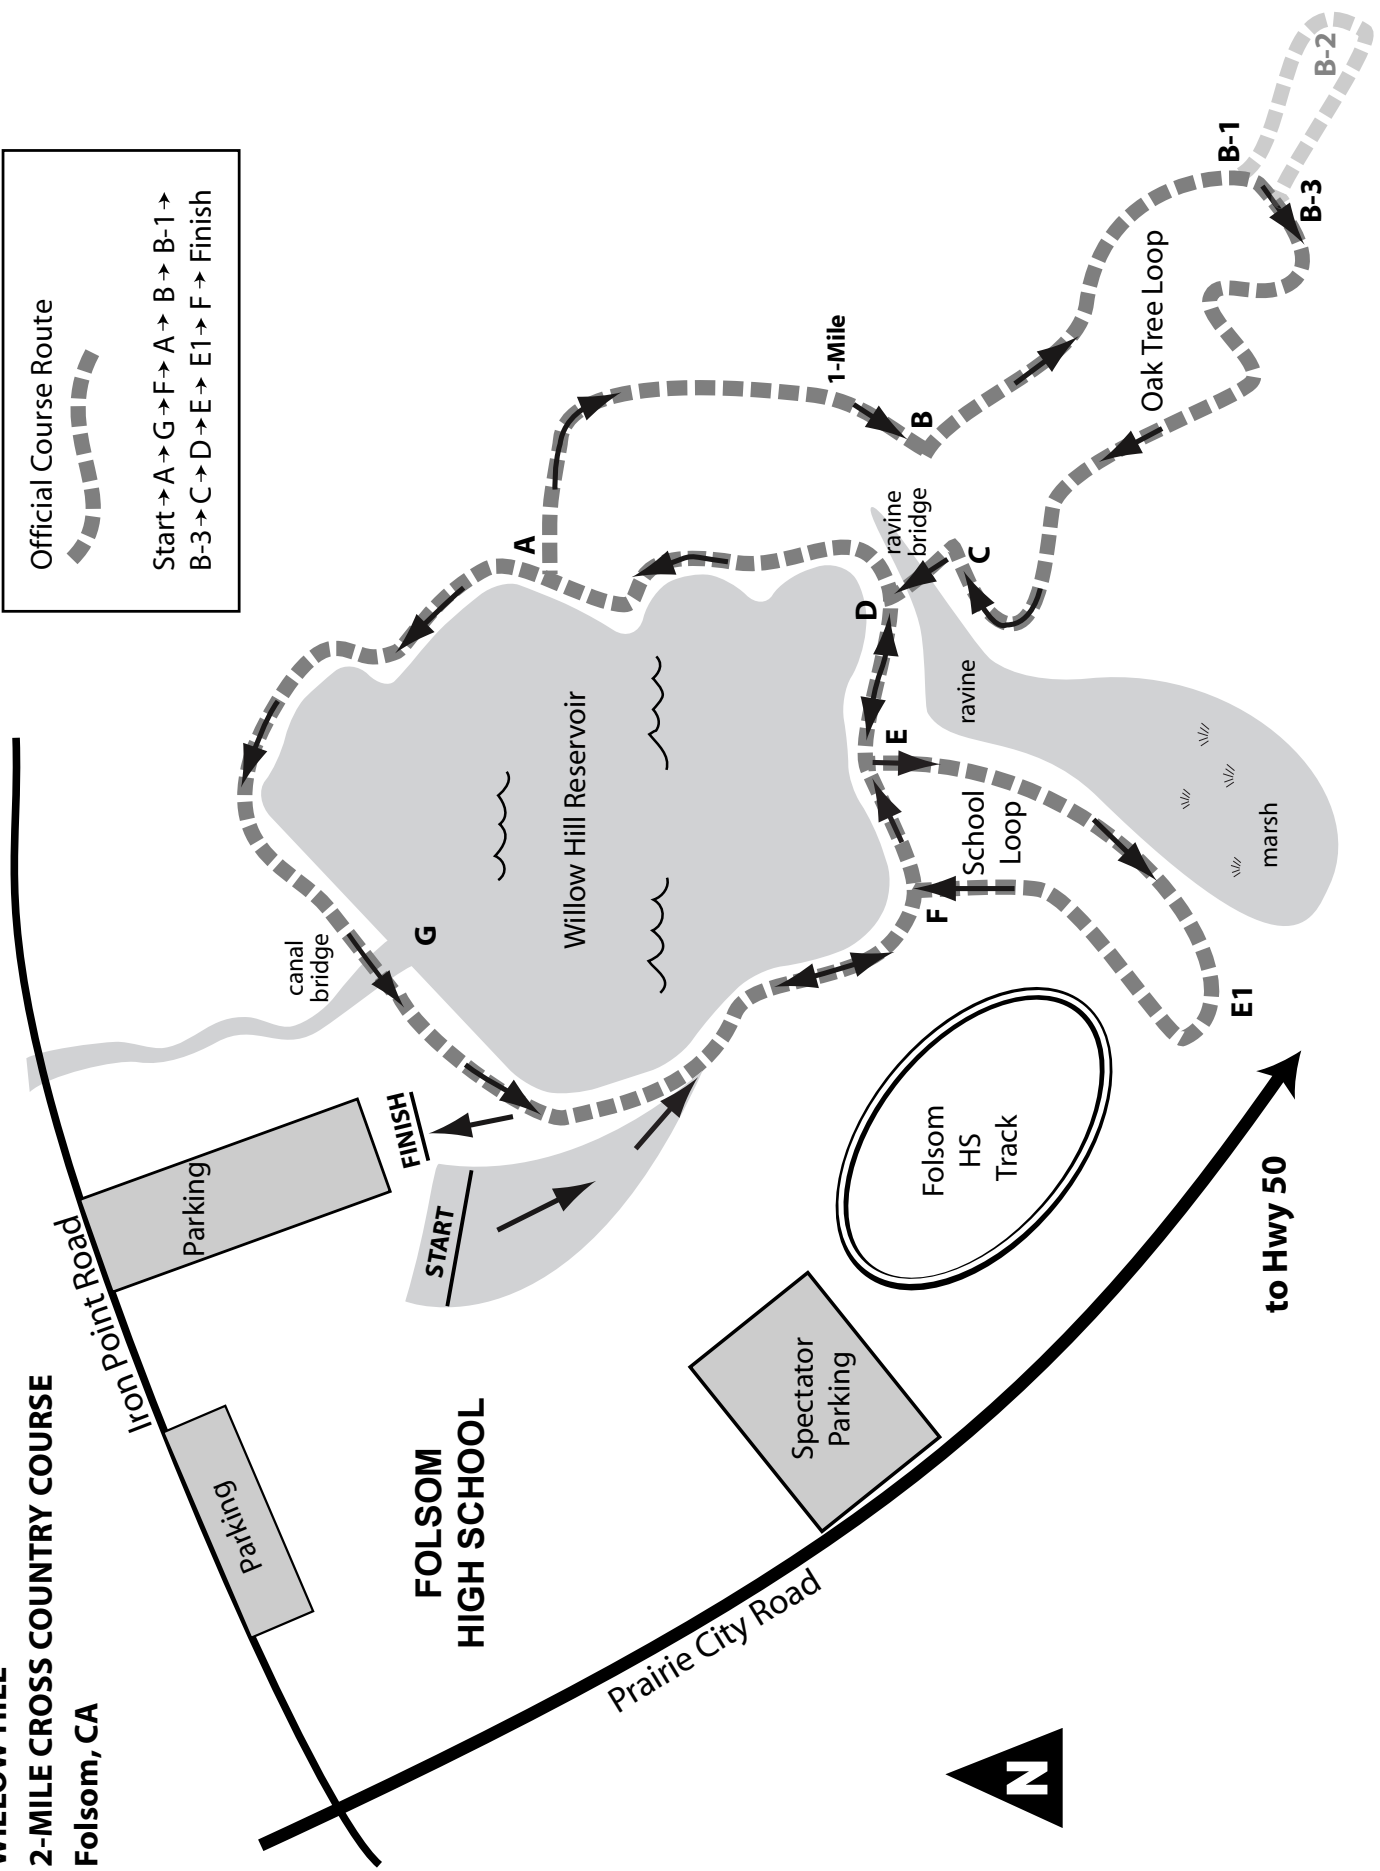 WILLOW HILL
2-MILE CROSS COUNTRY COURSE
Folsom, CA
Official Course Route
Start→A→G→F→A→B→B-1→
B-3→C→D→E→E1→F→Finish
Iron Point Road
Parking
Parking
FOLSOM
HIGH SCHOOL
START
FINISH
canal
bridge
G
Willow Hill Reservoir
A
1-Mile
B
ravine
bridge
C
D
E
F
ravine
School
Loop
marsh
E1
Oak Tree Loop
B-1
B-2
B-3
Folsom
HS
Track
Spectator
Parking
Prairie City Road
to Hwy 50
N